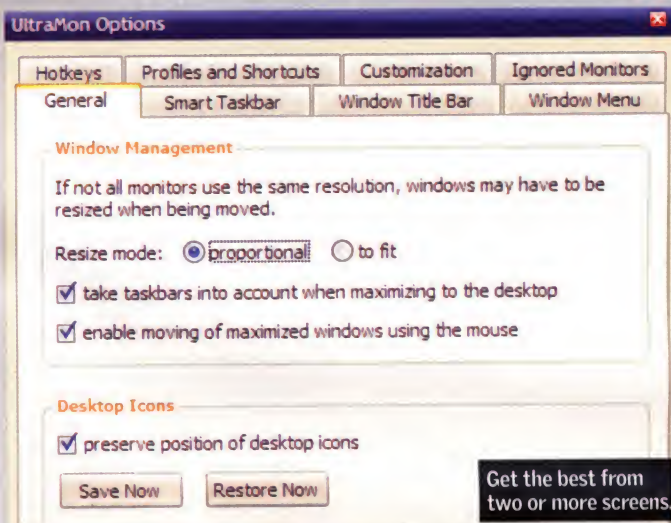 UltraMon Options
Hotkeys Profiles and Shortcuts Customization Ignored Monitors
General Smart Taskbar Window Title Bar Window Menu
Window Management
If not all monitors use the same resolution, windows may have to be
resized when being moved.
Resize mode: proportional to fit
take taskbars into account when maximizing to the desktop
enable moving of maximized windows using the mouse
Desktop Icons
preserve position of desktop icons
Save Now Restore Now
Get the best from
two or more screens.